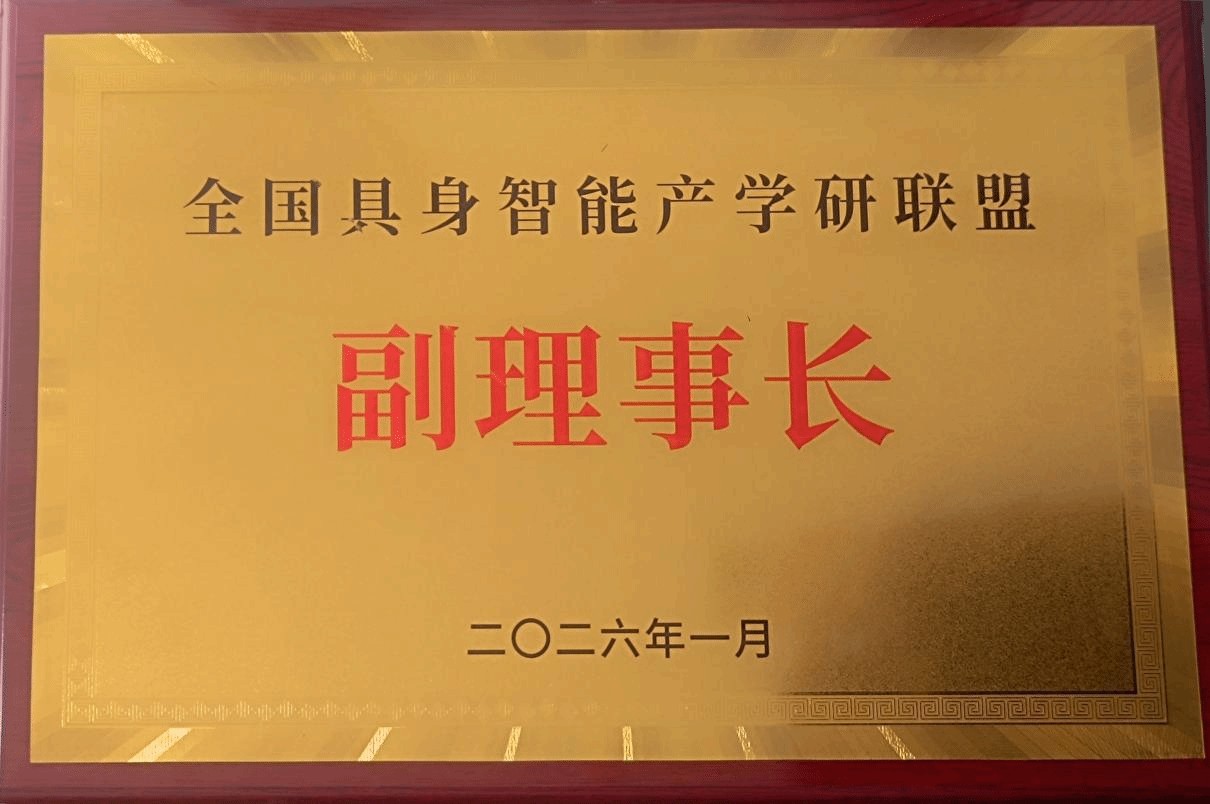 全国具身智能产学研联盟
副理事长
二〇二六年一月